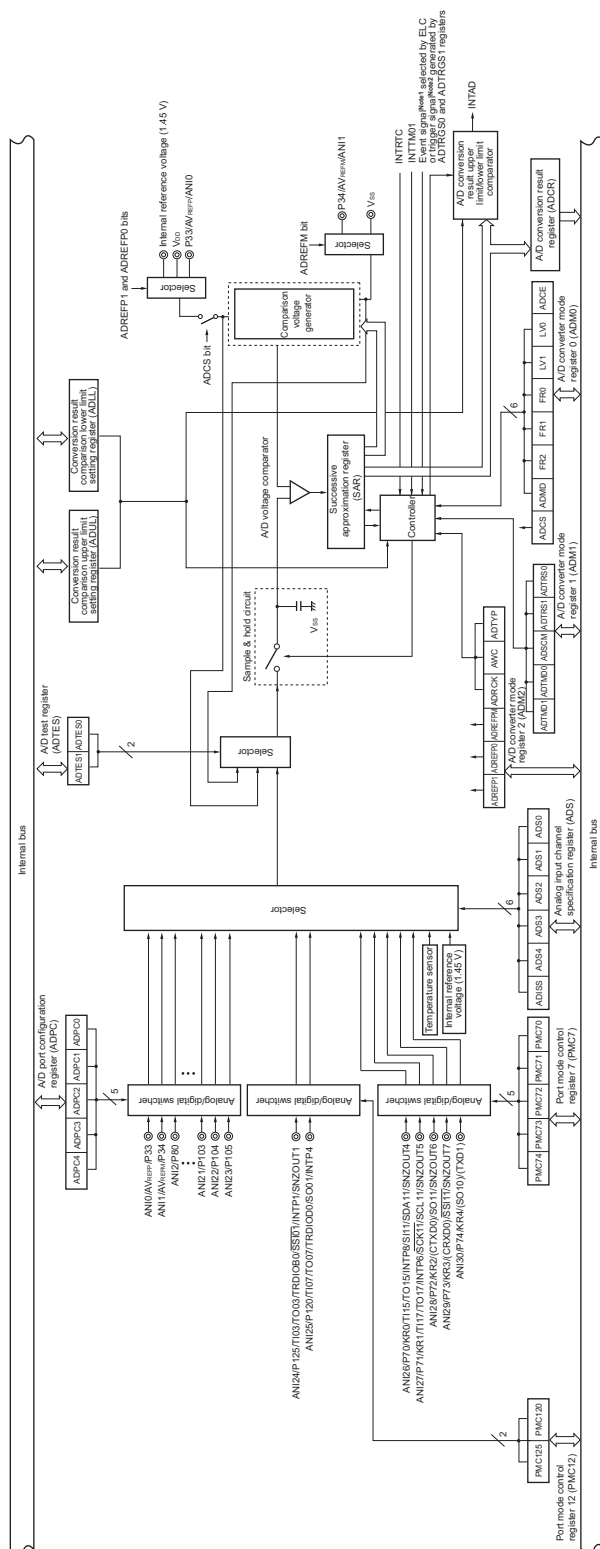 Internal bus
A/D port configuration
register (ADPC)
ADPC4 ADPC3 ADPC2 ADPC1 ADPC0
5
A/D test register
(ADTES)
ADTES1 ADTES0
2
Conversion result
comparison upper limit
setting register (ADUL)
Conversion result
comparison lower limit
setting register (ADLL)
ADREFP1 and ADREFP0 bits
Internal reference voltage (1.45 V)
VDD
P33/AVREFP/ANI0
Selector
ADCS bit
ADREFM bit
P34/AVREFM/ANI1
VSS
Selector
Comparison
voltage
generator
ANI0/AVREFP/P33
ANI1/AVREFM/P34
ANI2/P80
ANI21/P103
ANI22/P104
ANI23/P105
Analog/digital switcher
ANI24/P125/TI03/TO03/TRDIOB0/SSI01/INTP1/SNZOUT1
ANI25/P120/TI07/TO07/TRDIOD0/SO01/INTP4
Analog/digital switcher
ANI26/P70/KR0/TI15/TO15/INTP8/SI11/SDA11/SNZOUT4
ANI27/P71/KR1/TI17/TO17/INTP6/SCK11/SCL11/SNZOUT5
ANI28/P72/KR2/(CTXD0)/SO11/SNZOUT6
ANI29/P73/KR3/(CRXD0)/SSI11/SNZOUT7
ANI30/P74/KR4/(SO10)/(TXD1)
Analog/digital switcher
Temperature sensor
Internal reference
voltage (1.45 V)
Selector
Selector
Sample & hold circuit
VSS
A/D voltage comparator
Successive
approximation register
(SAR)
Controller
INTRTC
INTTM01
Event signal Note1 selected by ELC
or trigger signal Note2 generated by
ADTRGS0 and ADTRGS1 registers
A/D conversion
result upper
limit/lower limit
comparator
INTAD
2
PMC125 PMC120
Port mode control
register 12 (PMC12)
5
PMC74 PMC73 PMC72 PMC71 PMC70
Port mode control
register 7 (PMC7)
6
ADISS ADS4 ADS3 ADS2 ADS1 ADS0
Analog input channel
specification register (ADS)
ADREFP1 ADREFP0 ADREFPM ADRCK AWC ADTYP
A/D converter mode
register 2 (ADM2)
ADTMD1 ADTMD0 ADSCM ADTRS1 ADTRS0
A/D converter mode
register 1 (ADM1)
6
ADCS ADMD FR2 FR1 FR0 LV1 LV0 ADCE
A/D converter mode
register 0 (ADM0)
A/D conversion result
register (ADCR)
Internal bus